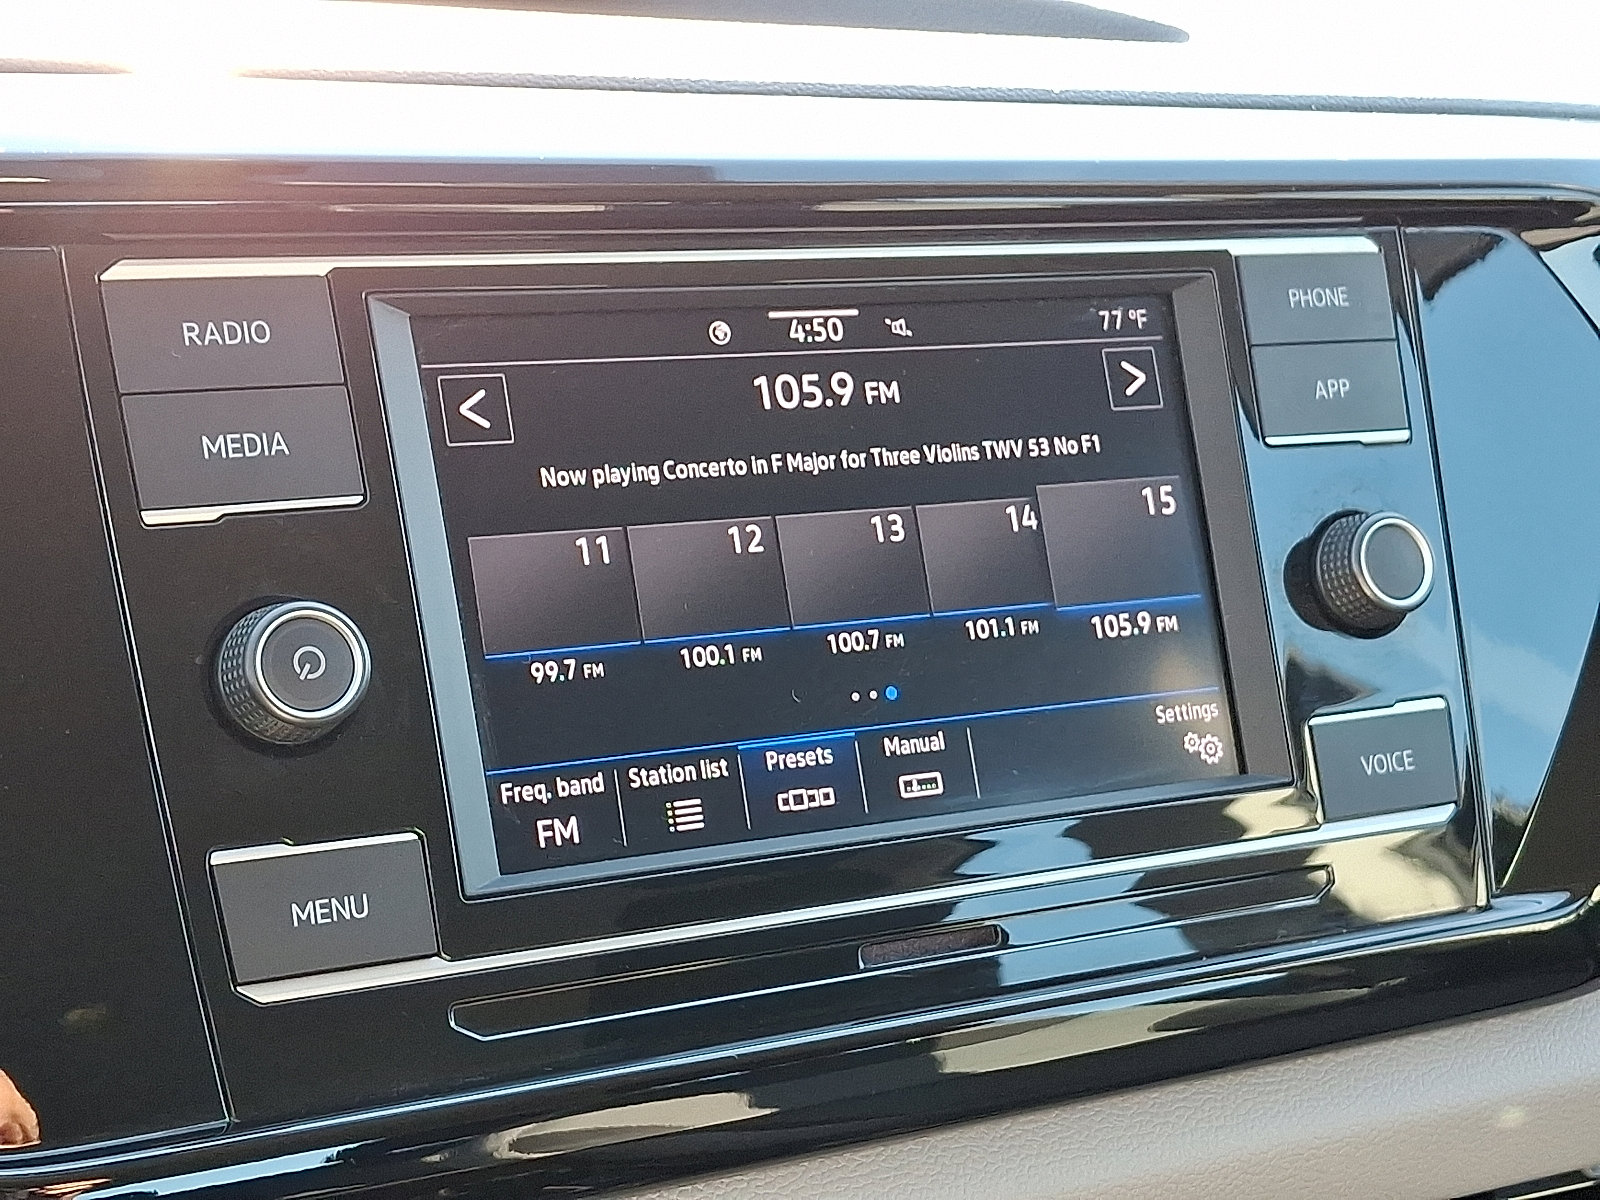 RADIO
MEDIA
MENU
PHONE
APP
VOICE
4:50
77 °F
<
105.9 FM
>
Now playing Concerto in F Major for Three Violins TWV 53 No F1
11 12 13 14 15
99.7 FM 100.1 FM 100.7 FM 101.1 FM 105.9 FM
Settings
Freq. band Station list Presets Manual
FM